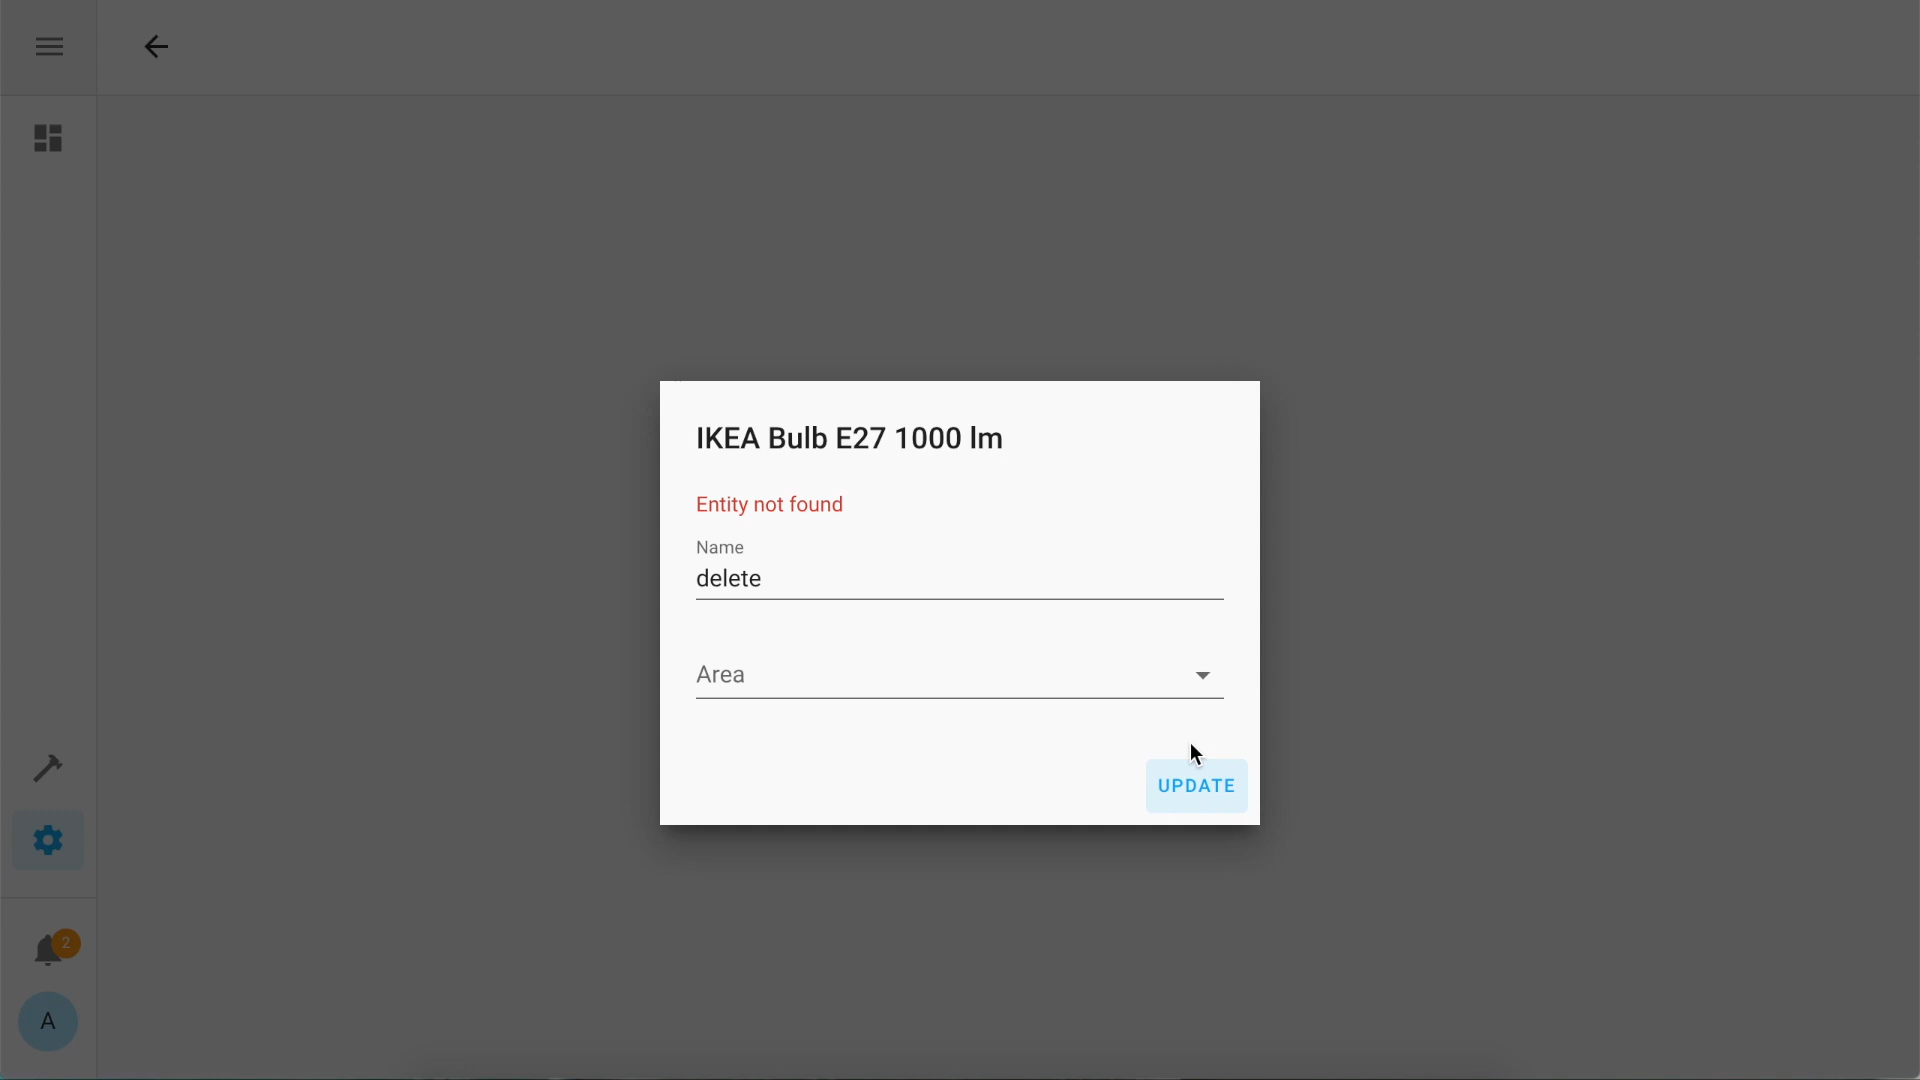 IKEA Bulb E27 1000 lm
Entity not found
Name
delete
Area
UPDATE
2
A